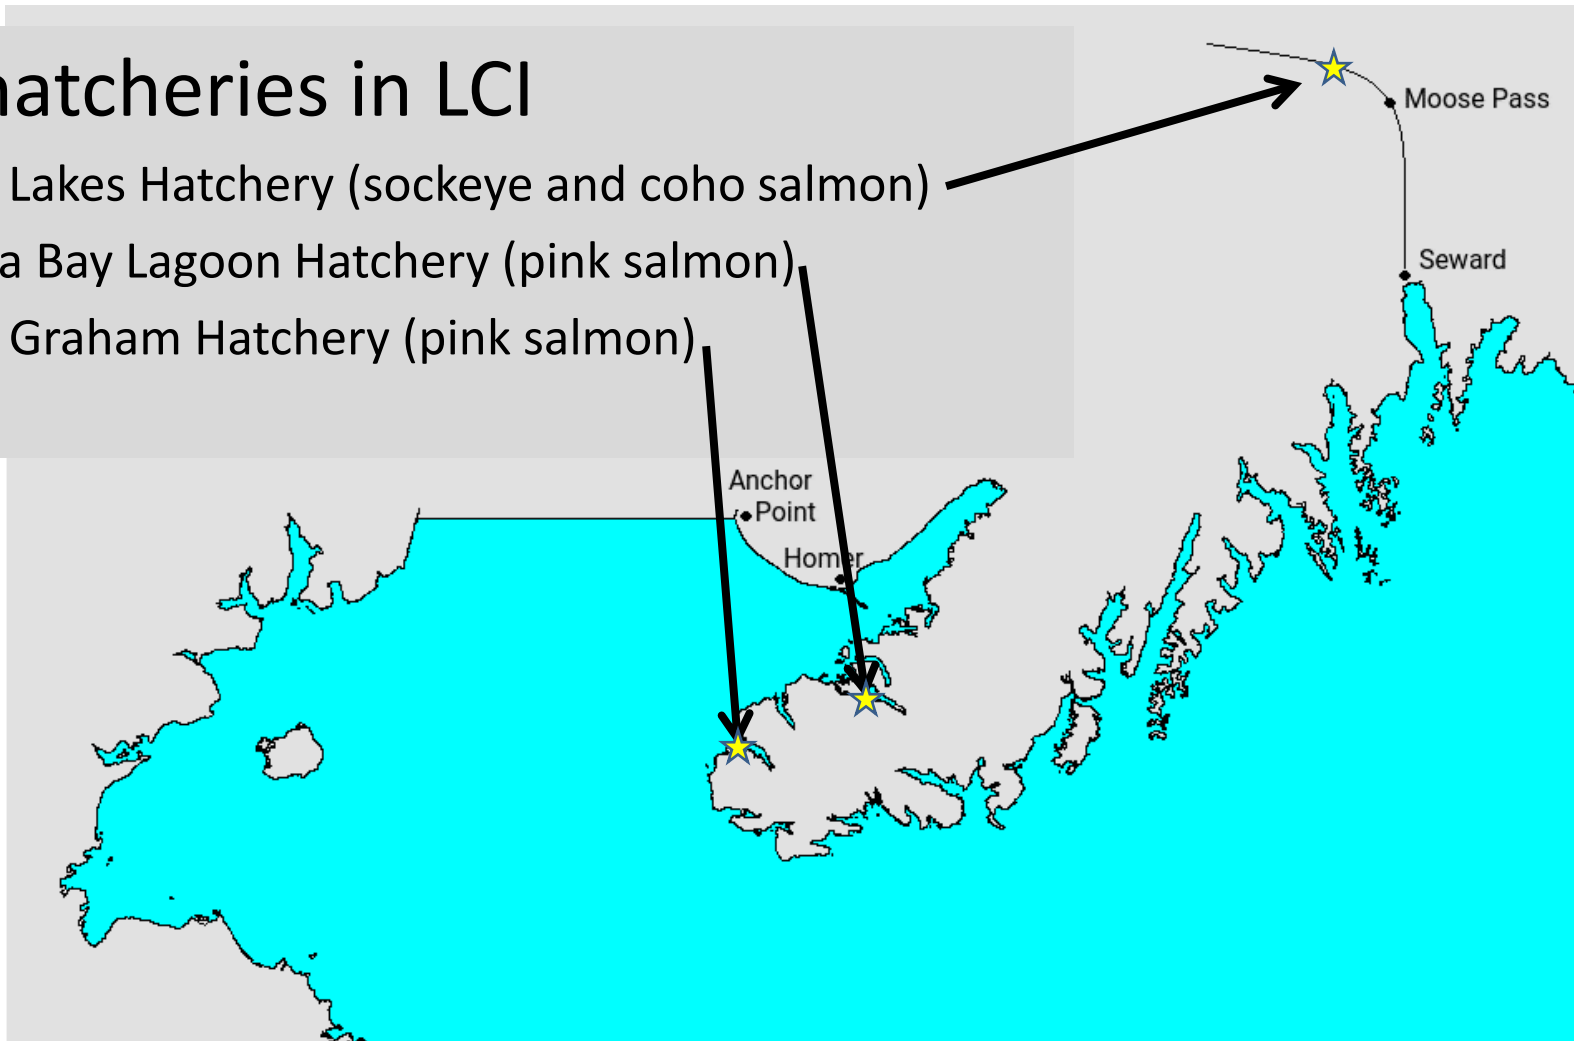 hatcheries in LCI
Lakes Hatchery (sockeye and coho salmon)
a Bay Lagoon Hatchery (pink salmon)
Graham Hatchery (pink salmon)
Moose Pass
Seward
Anchor
Point
Homer